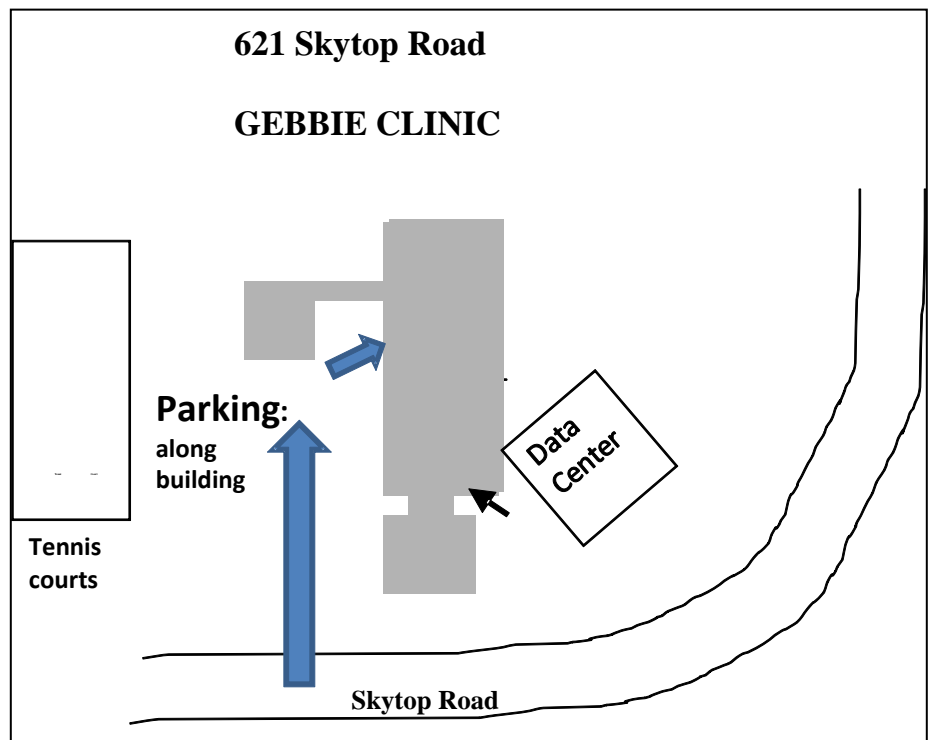 621 Skytop Road
GEBBIE CLINIC
Parking:
along
building
Data
Center
Tennis
courts
Skytop Road